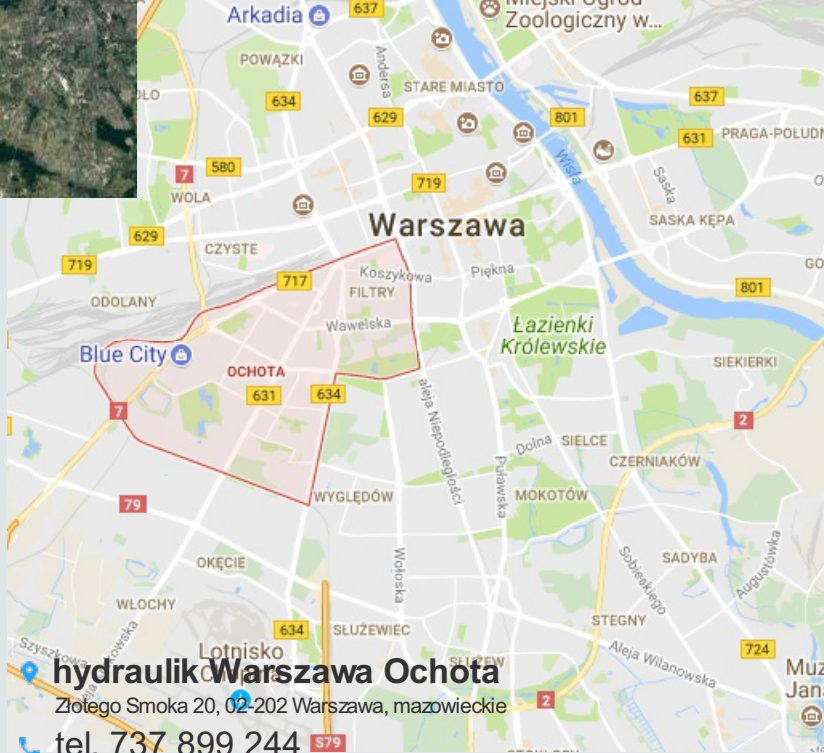 Arkadia
637
Miejski Ogród
Zoologiczny w...
POWĄZKI
Andersa
STARE MIASTO
634
637
629
801
631
PRAGA-POŁUDN
580
7
Wisła
719
WOLA
Saska
SASKA KĘPA
Warszawa
629
CZYSTE
719
Koszykowa
Piękna
717
FILTRY
801
ODOLANY
Wawelska
Łazienki
Królewskie
Blue City
SIEKIERKI
OCHOTA
631
634
7
aleja Niepodległości
2
Dolna
SIELCE
CZERNIAKÓW
Puławska
79
WYGLĘDÓW
MOKOTÓW
OKĘCIE
Wołoska
Sobieskiego
SADYBA
Augustówka
WŁOCHY
STEGNY
634
SŁUŻEWIEC
724
Lotnisko
Aleja Wilanowska
SŁUŻEW
hydraulik Warszawa Ochota
Złotego Smoka 20, 02-202 Warszawa, mazowieckie
2
tel. 737 899 244
S79